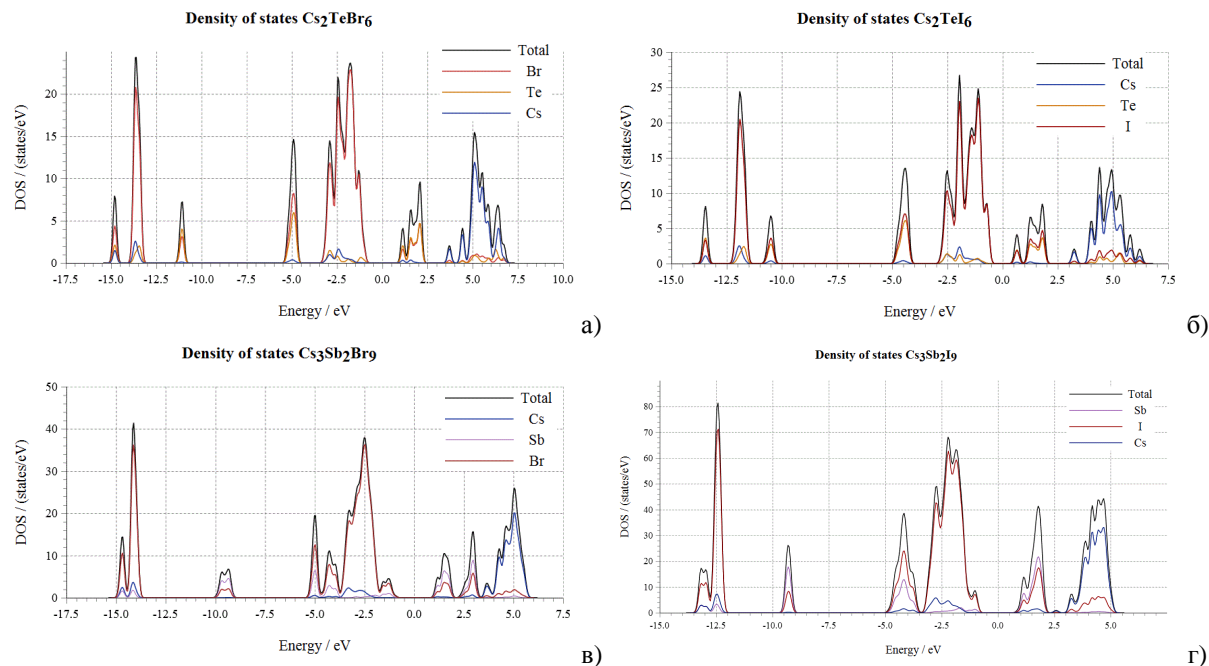 Density of states Cs2TeBr6
Total
Br
Te
Cs
DOS / (states/eV)
20
15
10
5
0
-17.5 -15.0 -12.5 -10.0 -7.5 -5.0 -2.5 0.0 2.5 5.0 7.5 10.0
Energy / eV
а)
Density of states Cs2TeI6
Total
Cs
Te
I
DOS / (states/eV)
30
25
20
15
10
5
0
-15.0 -12.5 -10.0 -7.5 -5.0 -2.5 0.0 2.5 5.0 7.5
Energy / eV
б)
Density of states Cs3Sb2Br9
Total
Cs
Sb
Br
DOS / (states/eV)
50
40
30
20
10
0
-17.5 -15.0 -12.5 -10.0 -7.5 -5.0 -2.5 0.0 2.5 5.0 7.5
Energy / eV
в)
Density of states Cs3Sb2I9
Total
Sb
I
Cs
DOS / (states/eV)
80
70
60
50
40
30
20
10
0
-15.0 -12.5 -10.0 -7.5 -5.0 -2.5 0.0 2.5 5.0 7.5
Energy / eV
г)